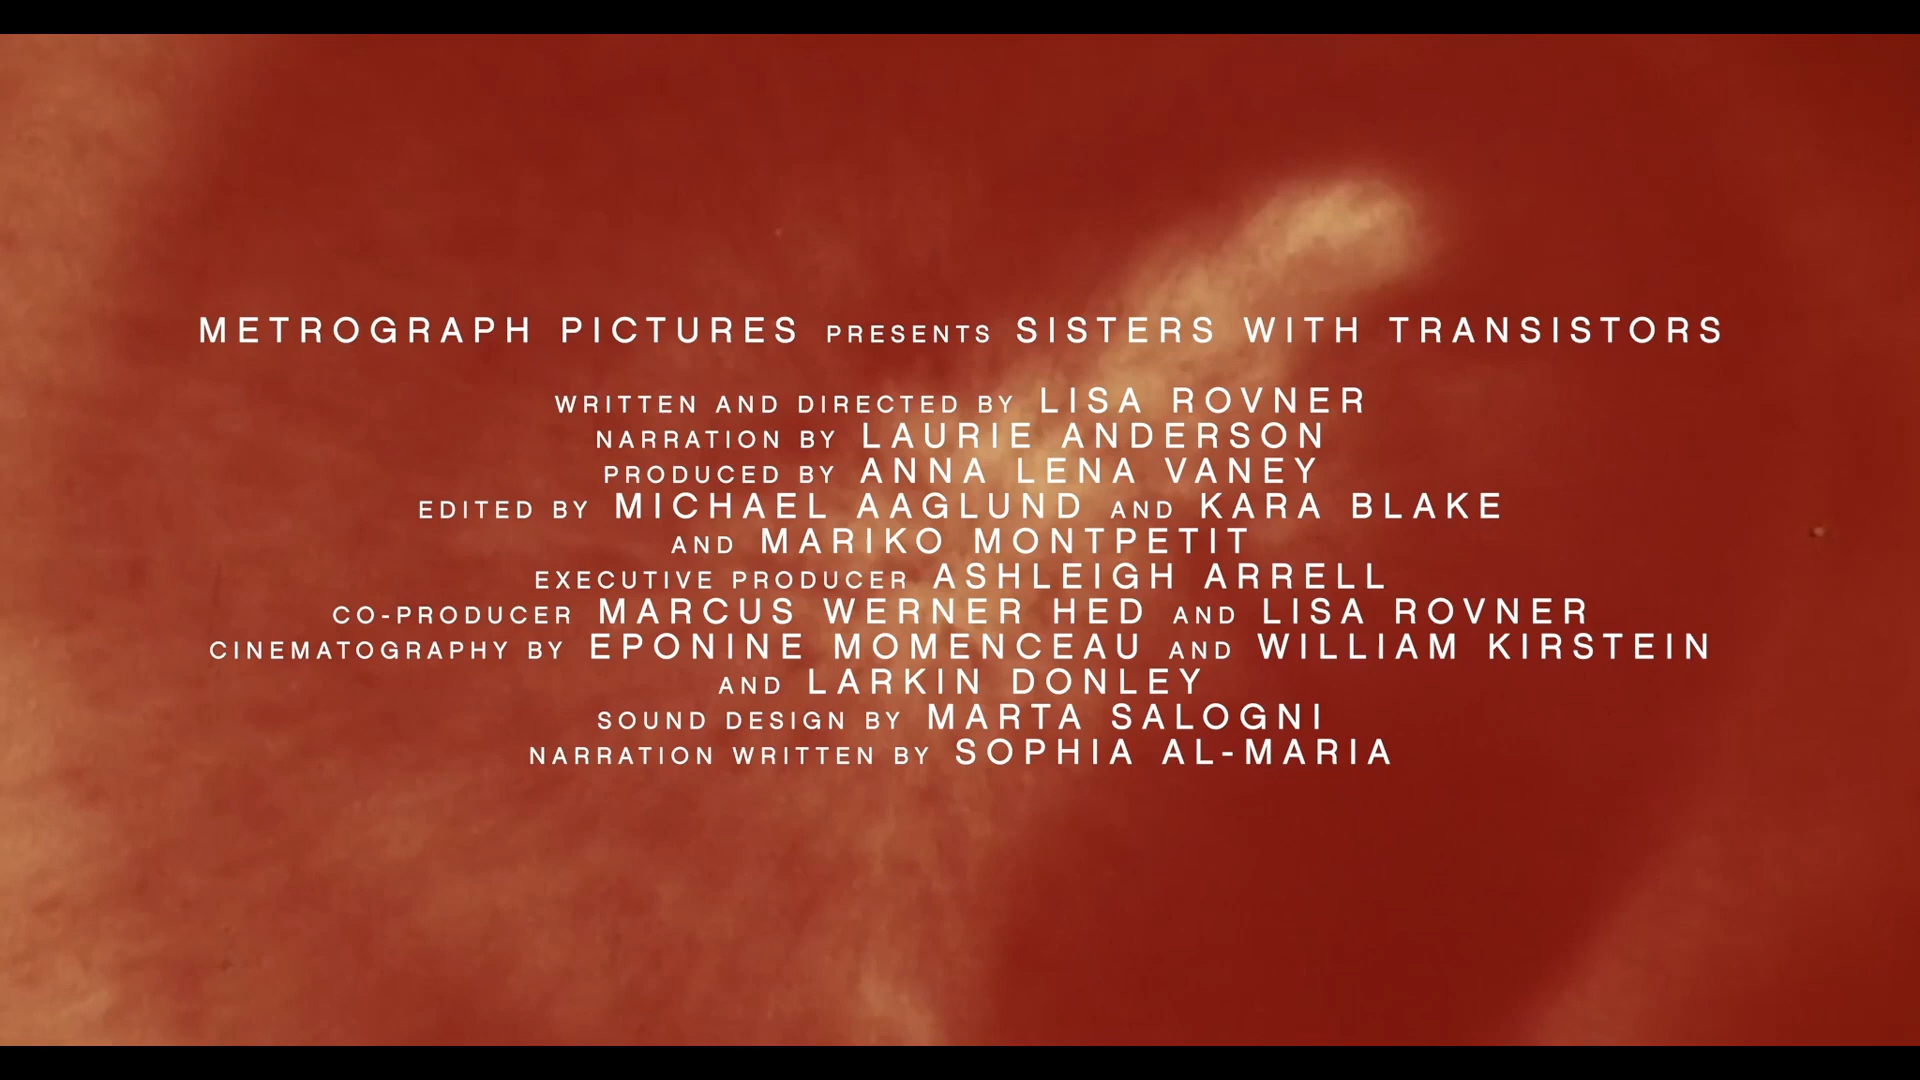 METROGRAPH PICTURES PRESENTS SISTERS WITH TRANSISTORS
WRITTEN AND DIRECTED BY LISA ROVNER
NARRATION BY LAURIE ANDERSON
PRODUCED BY ANNA LENA VANEY
EDITED BY MICHAEL AAGLUND AND KARA BLAKE
AND MARIKO MONTPETIT
EXECUTIVE PRODUCER ASHLEIGH ARRELL
CO-PRODUCER MARCUS WERNER HED AND LISA ROVNER
CINEMATOGRAPHY BY EPONINE MOMENCEAU AND WILLIAM KIRSTEIN
AND LARKIN DONLEY
SOUND DESIGN BY MARTA SALOGNI
NARRATION WRITTEN BY SOPHIA AL-MARIA